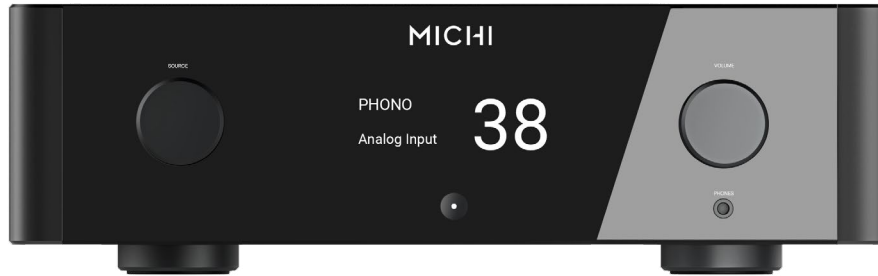 MICHI
SOURCE
VOLUME
PHONO
Analog Input
38
PHONES